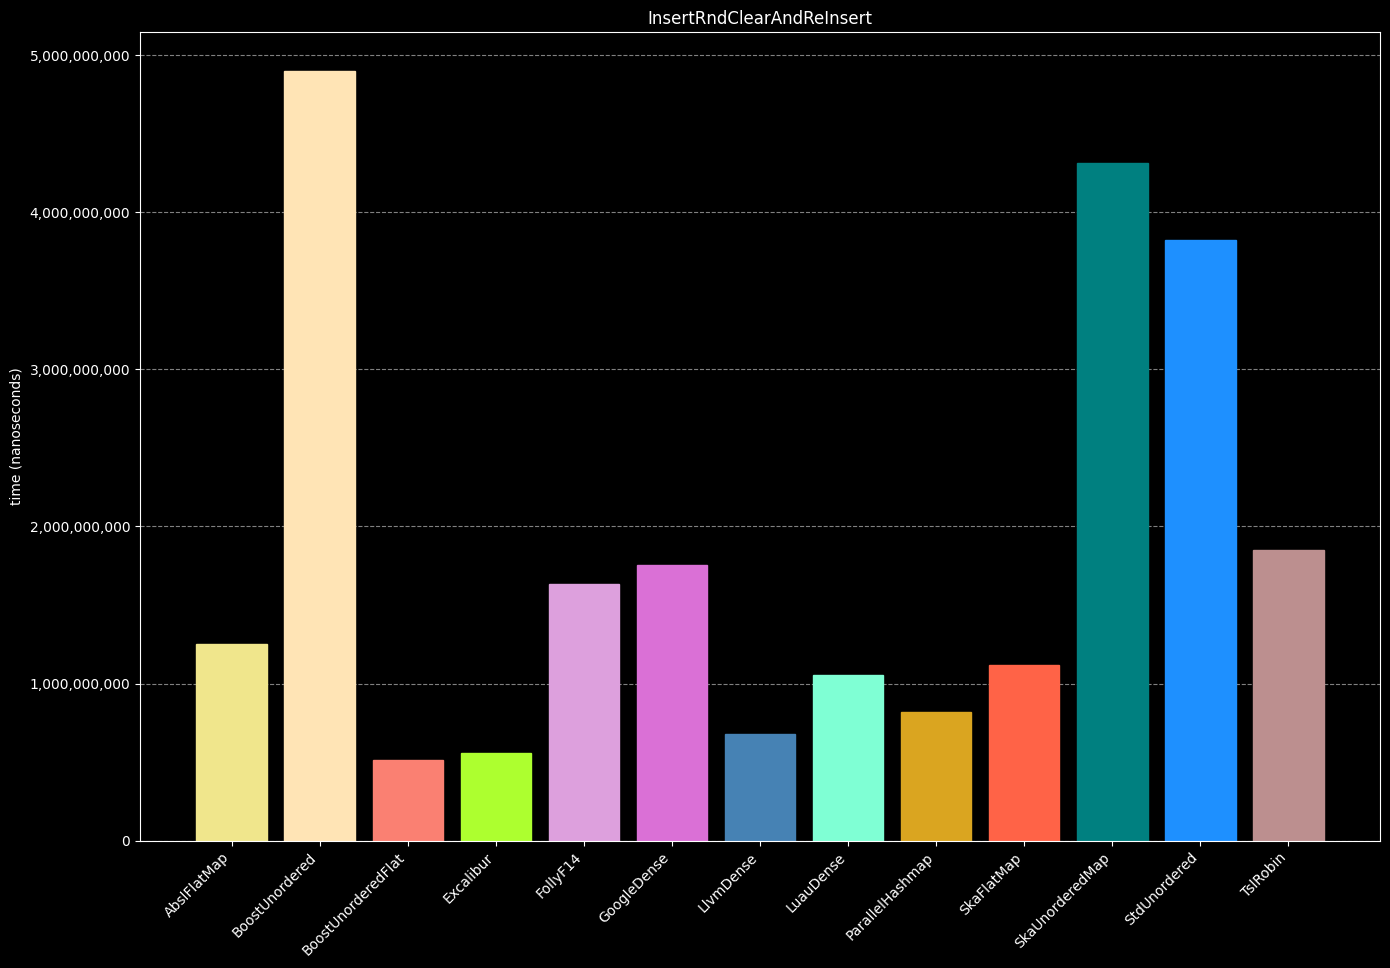 InsertRndClearAndReInsert
5,000,000,000
4,000,000,000
3,000,000,000
2,000,000,000
1,000,000,000
0
time (nanoseconds)
AbslFlatMap
BoostUnordered
BoostUnorderedFlat
Excalibur
FollyF14
GoogleDense
LlvmDense
LuauDense
ParallelHashmap
SkaFlatMap
SkaUnorderedMap
StdUnordered
TslRobin